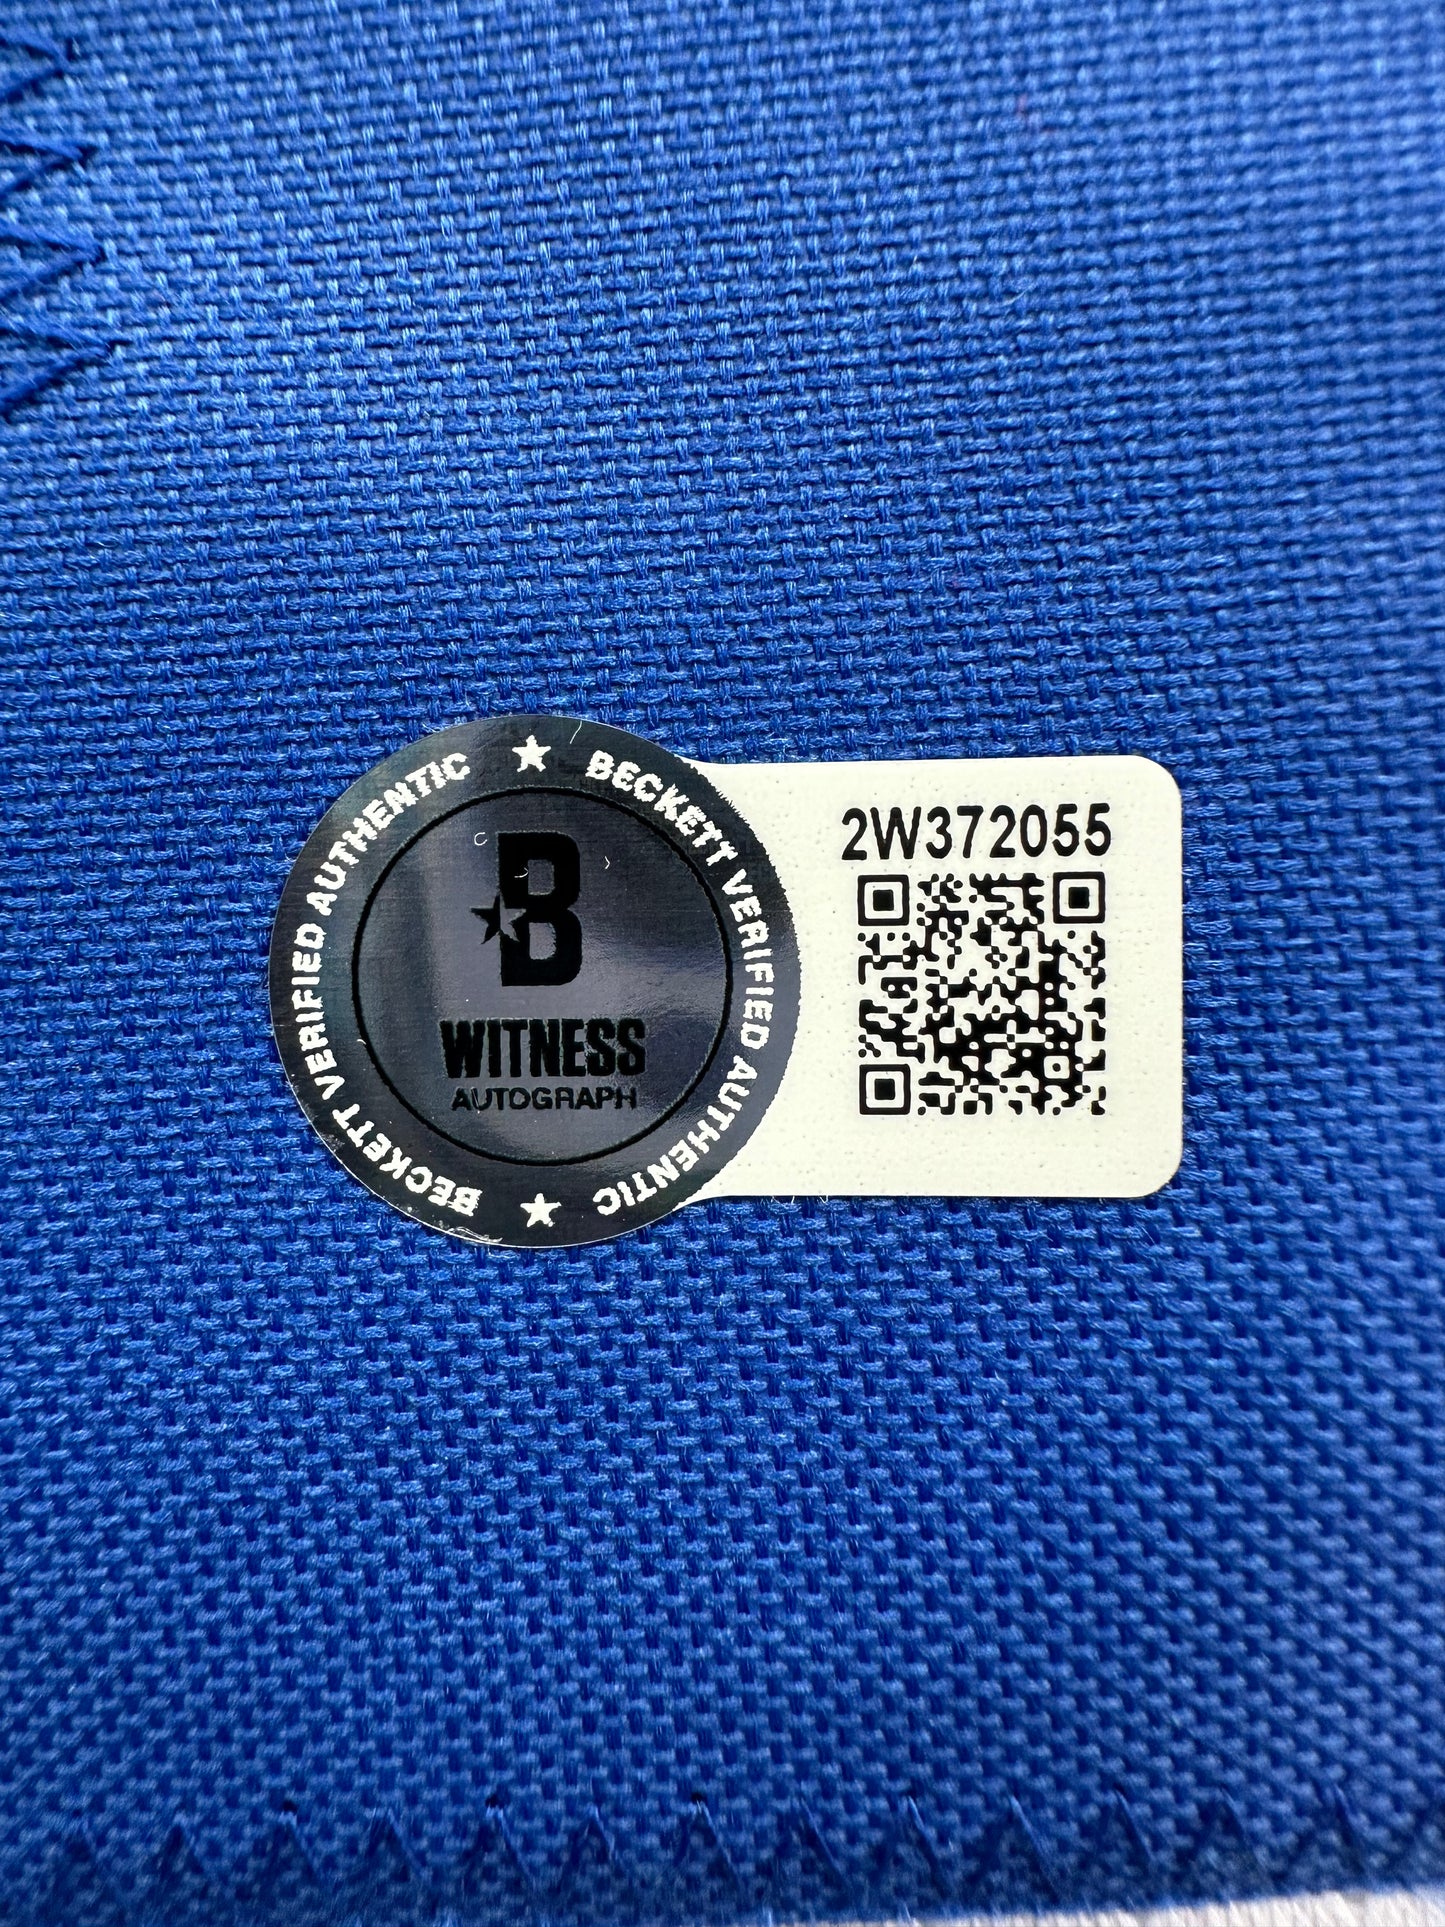 BECKETT VERIFIED AUTHENTIC ★ BECKETT VERIFIED AUTHENTIC ★
B
WITNESS
AUTOGRAPH
2W372055